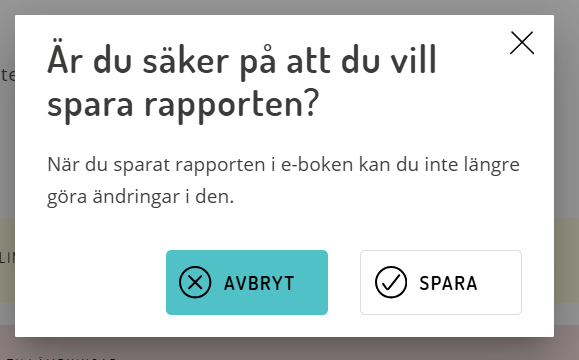 Är du säker på att du vill
spara rapporten?
När du sparat rapporten i e-boken kan du inte längre
göra ändringar i den.
AVBRYT
SPARA